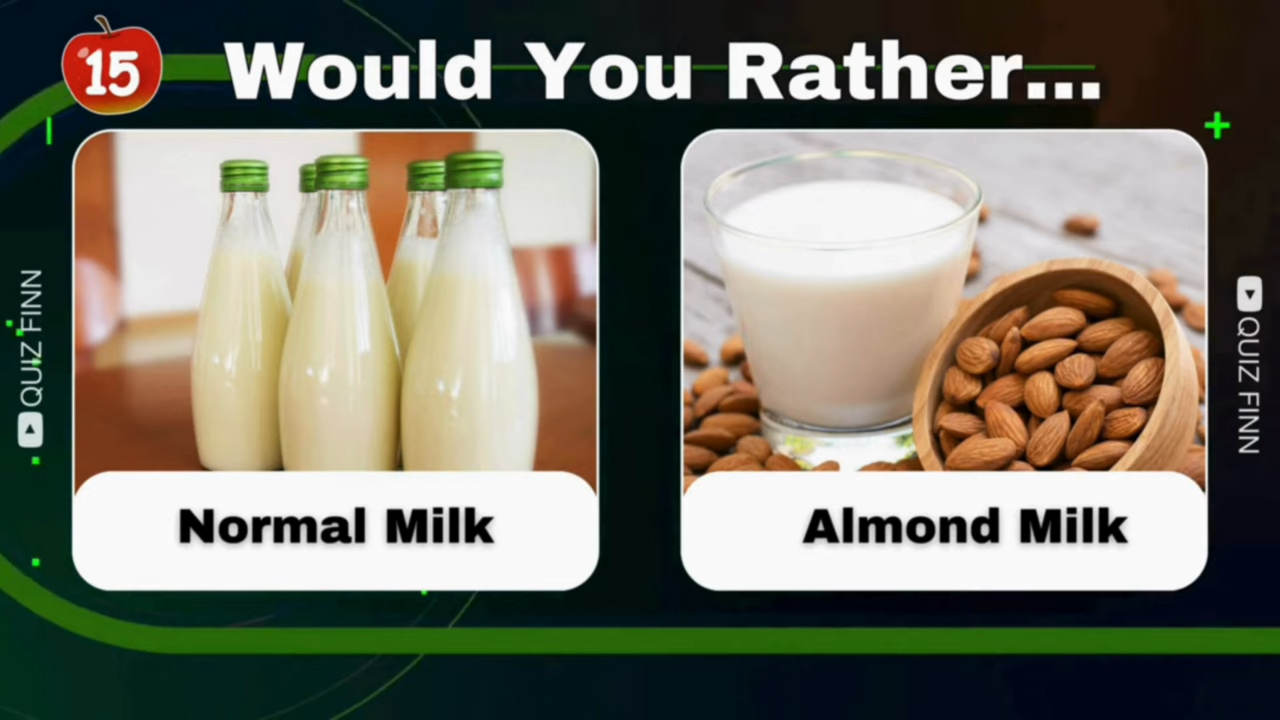 15
Would You Rather...
QUIZ FINN
QUIZ FINN
Normal Milk
Almond Milk